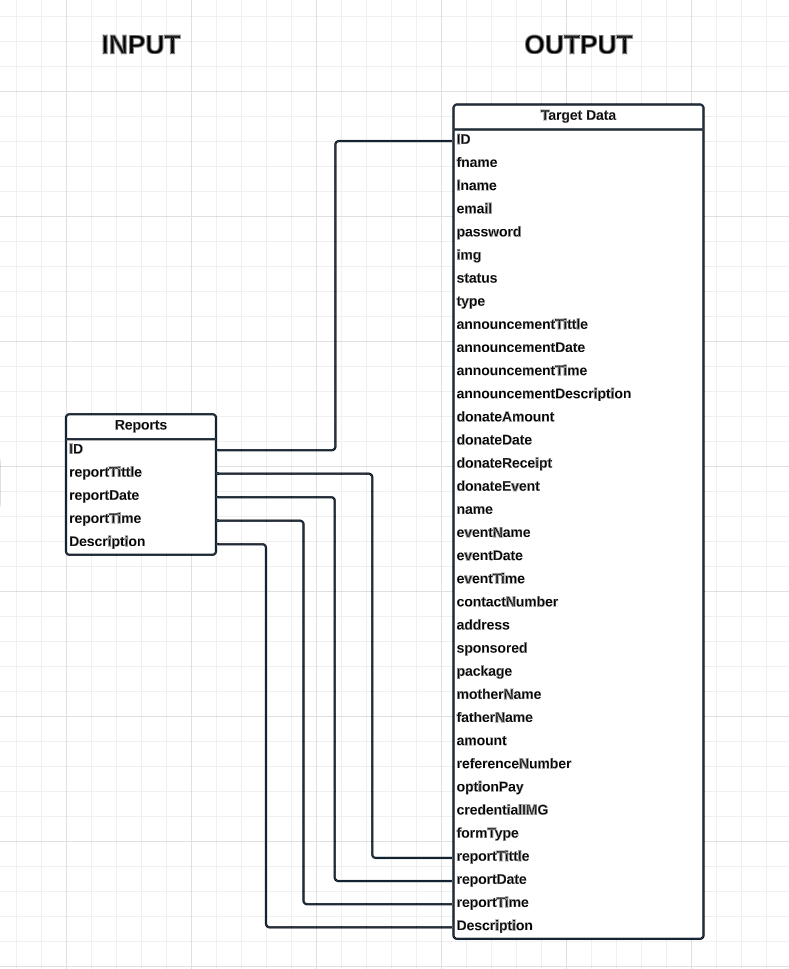 INPUT
OUTPUT
Reports
ID
reportTittle
reportDate
reportTime
Description
Target Data
ID
fname
lname
email
password
img
status
type
announcementTittle
announcementDate
announcementTime
announcementDescription
donateAmount
donateDate
donateReceipt
donateEvent
name
eventName
eventDate
eventTime
contactNumber
address
sponsored
package
motherName
fatherName
amount
referenceNumber
optionPay
credentialIMG
formType
reportTittle
reportDate
reportTime
Description